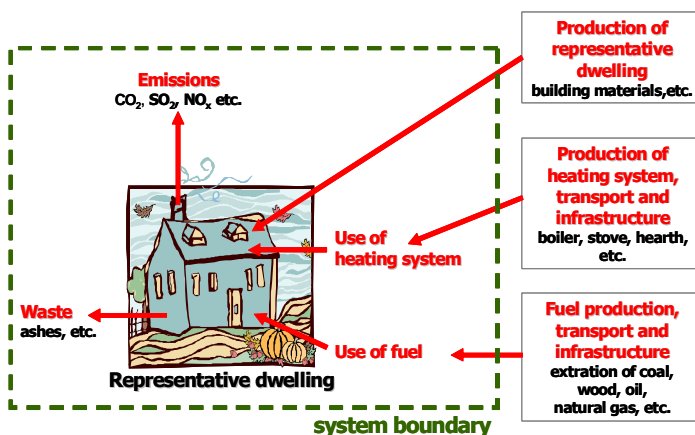 Emissions
CO₂, SO₂, NOₓ etc.
Production of
representative
dwelling
building materials,etc.
Production of
heating system,
transport and
infrastructure
boiler, stove, hearth,
etc.
Use of
heating system
Waste
ashes, etc.
Use of fuel
Fuel production,
transport and
infrastructure
extration of coal,
wood, oil,
natural gas, etc.
Representative dwelling
system boundary